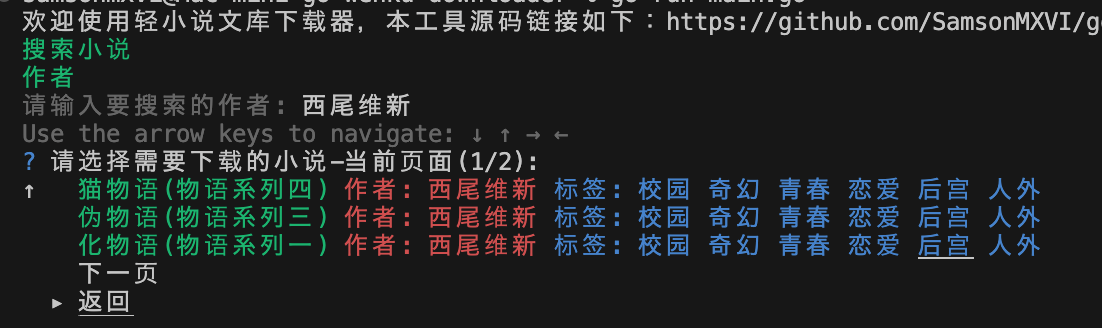 欢迎使用轻小说文库下载器，本工具源码链接如下：https://github.com/SamsonMXVI/g
搜索小说
作者
请输入要搜索的作者: 西尾维新
Use the arrow keys to navigate: ↓ ↑ → ←
? 请选择需要下载的小说-当前页面(1/2):
↑ 猫物语(物语系列四) 作者: 西尾维新 标签: 校园 奇幻 青春 恋爱 后宫 人外
伪物语(物语系列三) 作者: 西尾维新 标签: 校园 奇幻 青春 恋爱 后宫 人外
化物语(物语系列一) 作者: 西尾维新 标签: 校园 奇幻 青春 恋爱 后宫 人外
下一页
▸ 返回